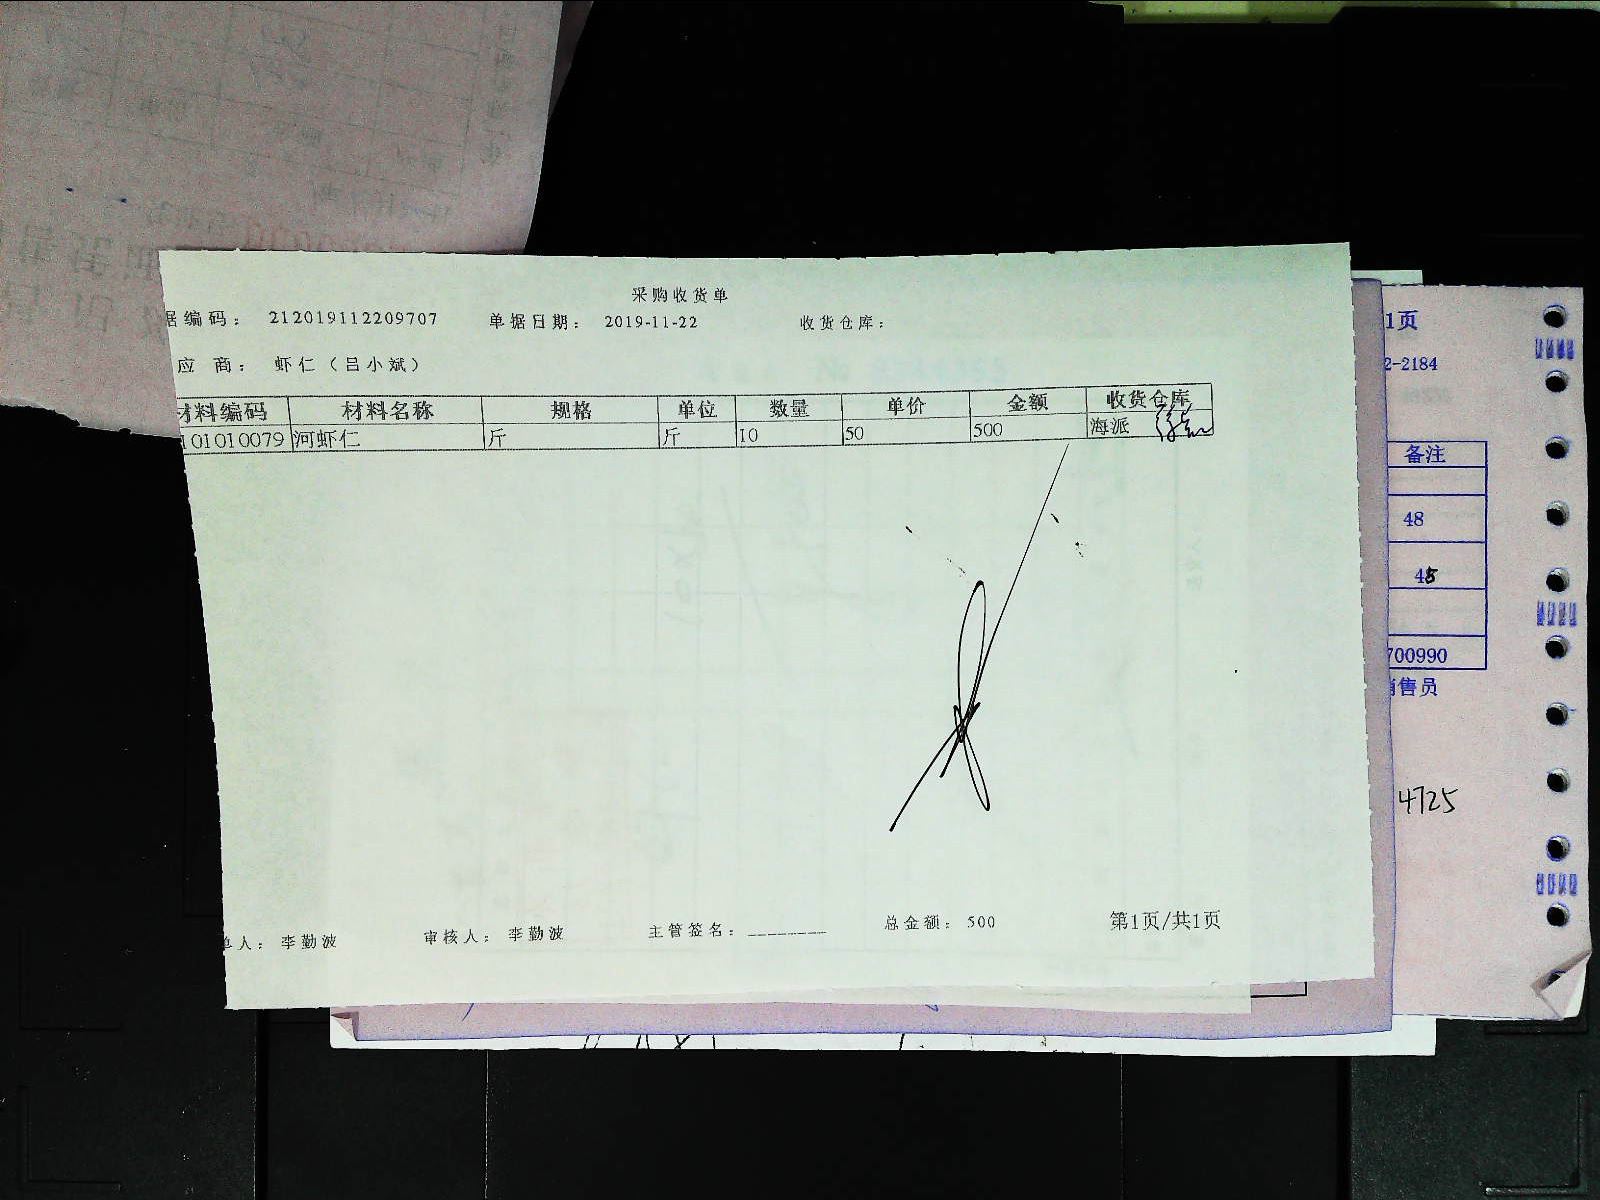 采购收货单
据编码： 212019112209707 单据日期： 2019-11-22 收货仓库：
应 商： 虾仁（吕小斌）
材料编码 材料名称 规格 单位 数量 单价 金额 收货仓库
101010079 河虾仁 斤 斤 10 50 500 海派
单人： 李勤波 审核人： 李勤波 主管签名： 总金额： 500 第1页/共1页
1页
2-2184
备注
48
45
700990
销售员
4725